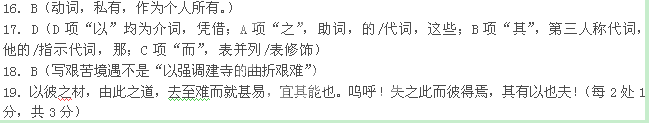 16. B（动词，私有，作为个人所有。）
17. D（D 项“以”均为介词，凭借；A 项“之”，助词，的/代词，这些；B 项“其”，第三人称代词，
他的/指示代词，那；C 项“而”，表并列/表修饰）
18. B（写艰苦境遇不是“以强调建寺的曲折艰难”）
19. 以彼之材，由此之道，去至难而就甚易，宜其能也。呜呼！失之此而彼得焉，其有以也夫！（每 2 处 1
分，共 3 分）